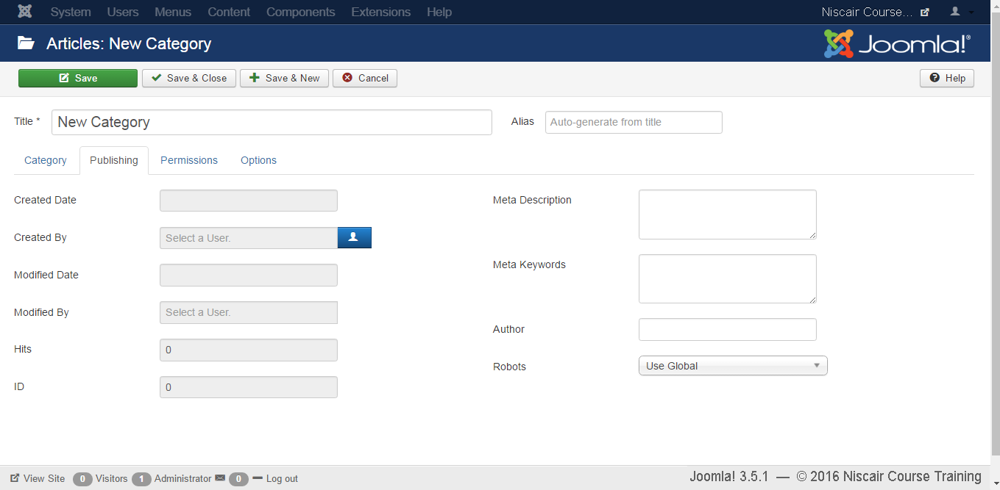 System Users Menus Content Components Extensions Help Niscair Course...
Articles: New Category Joomla!®
Save Save & Close Save & New Cancel Help
Title * New Category Alias Auto-generate from title
Category Publishing Permissions Options
Created Date Meta Description
Created By Select a User.
Modified Date Meta Keywords
Modified By Select a User.
Hits 0 Author
Robots Use Global
ID 0
View Site 0 Visitors 1 Administrator 0 Log out Joomla! 3.5.1 — © 2016 Niscair Course Training